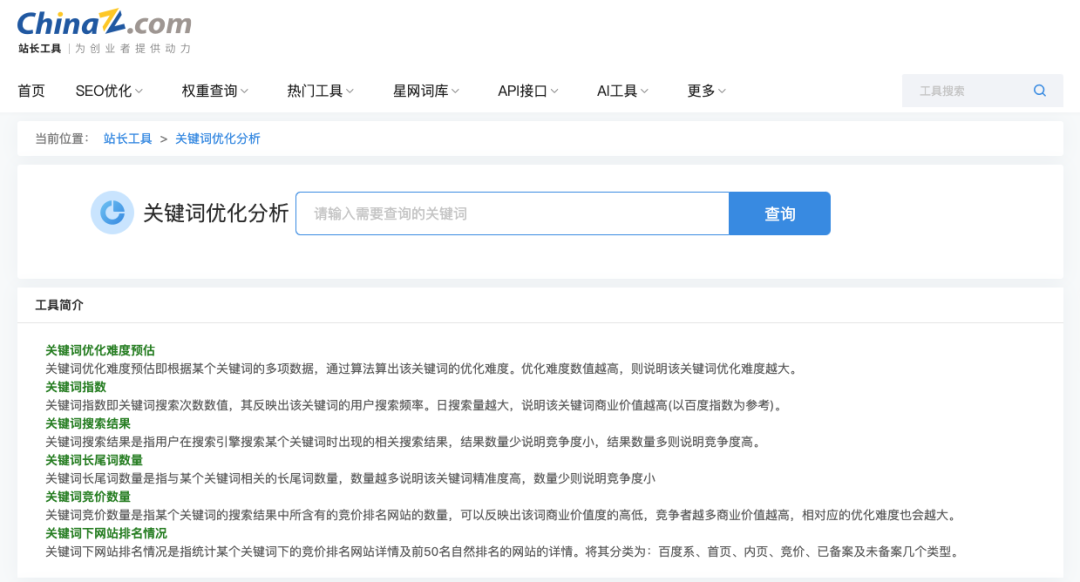 ChinaZ.com
站长工具 | 为创业者提供动力
首页 SEO优化 权重查询 热门工具 星网词库 API接口 AI工具 更多 工具搜索
当前位置： 站长工具 > 关键词优化分析
关键词优化分析 请输入需要查询的关键词 查询
工具简介
关键词优化难度预估
关键词优化难度预估即根据某个关键词的多项数据，通过算法算出该关键词的优化难度。优化难度数值越高，则说明该关键词优化难度越大。
关键词指数
关键词指数即关键词搜索次数数值，其反映出该关键词的用户搜索频率。日搜索量越大，说明该关键词商业价值越高(以百度指数为参考)。
关键词搜索结果
关键词搜索结果是指用户在搜索引擎搜索某个关键词时出现的相关搜索结果，结果数量少说明竞争度小，结果数量多则说明竞争度高。
关键词长尾词数量
关键词长尾词数量是指与某个关键词相关的长尾词数量，数量越多说明该关键词精准度高，数量少则说明竞争度小
关键词竞价数量
关键词竞价数量是指某个关键词的搜索结果中所含有的竞价排名网站的数量，可以反映出该词商业价值度的高低，竞争者越多商业价值越高，相对应的优化难度也会越大。
关键词下网站排名情况
关键词下网站排名情况是指统计某个关键词下的竞价排名网站详情及前50名自然排名的网站的详情。将其分类为：百度系、首页、内页、竞价、已备案及未备案几个类型。